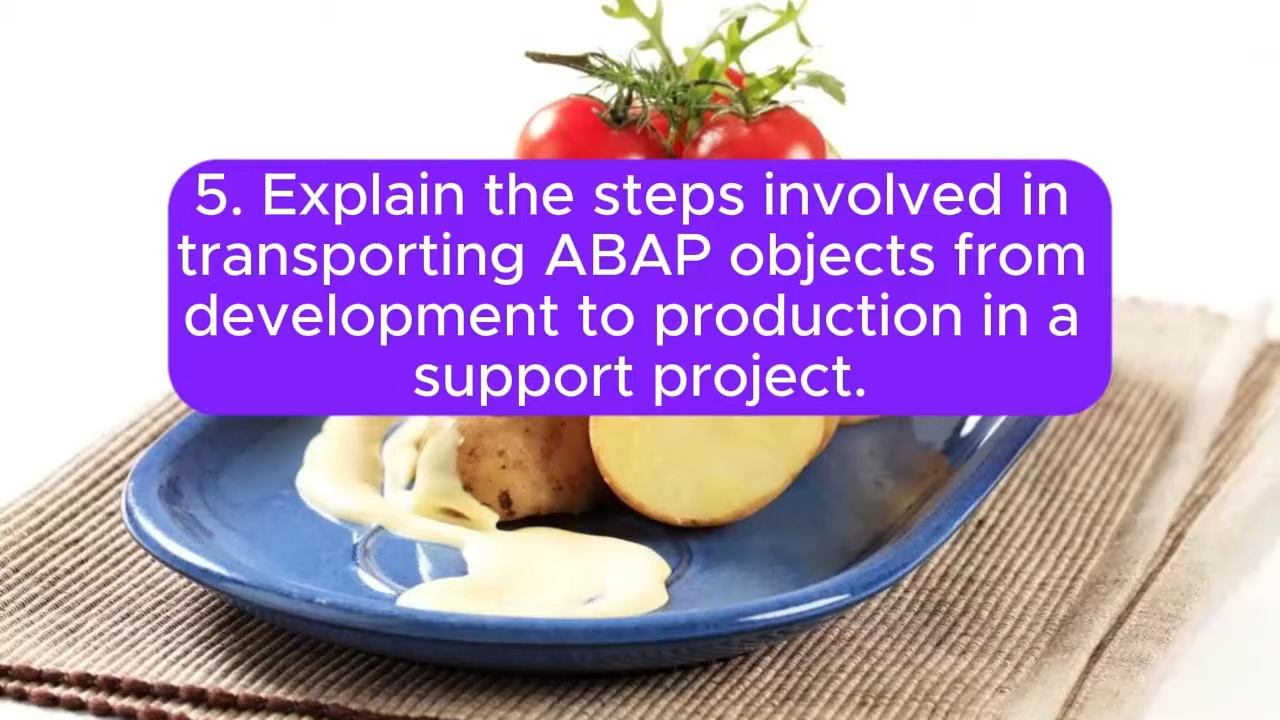 5. Explain the steps involved in
transporting ABAP objects from
development to production in a
support project.